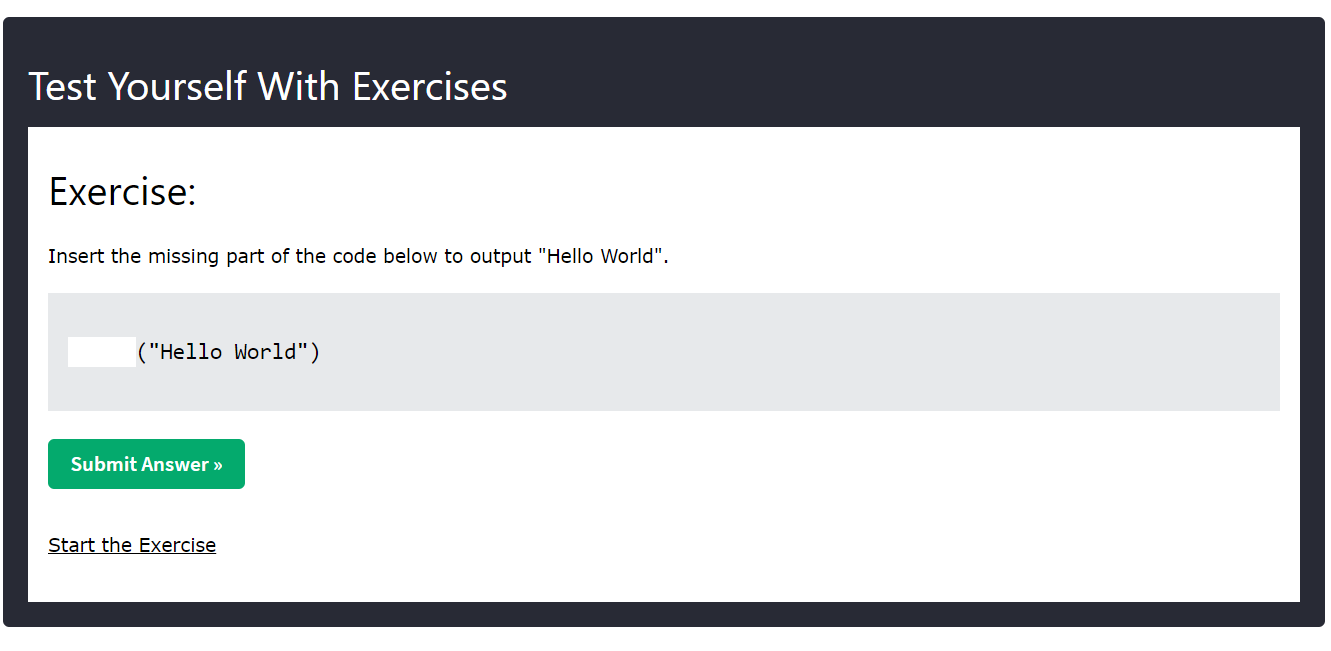 Test Yourself With Exercises
Exercise:
Insert the missing part of the code below to output "Hello World".
("Hello World")
Submit Answer »
Start the Exercise